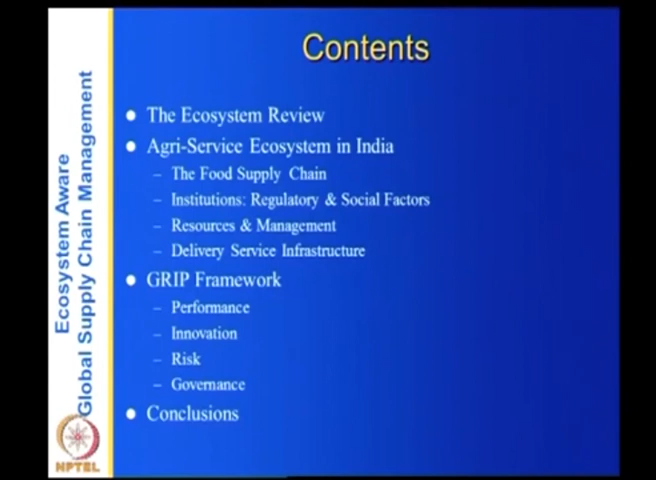 Contents
Ecosystem Aware
Global Supply Chain Management
The Ecosystem Review
Agri-Service Ecosystem in India
– The Food Supply Chain
– Institutions: Regulatory & Social Factors
– Resources & Management
– Delivery Service Infrastructure
GRIP Framework
– Performance
– Innovation
– Risk
– Governance
Conclusions
NPTEL